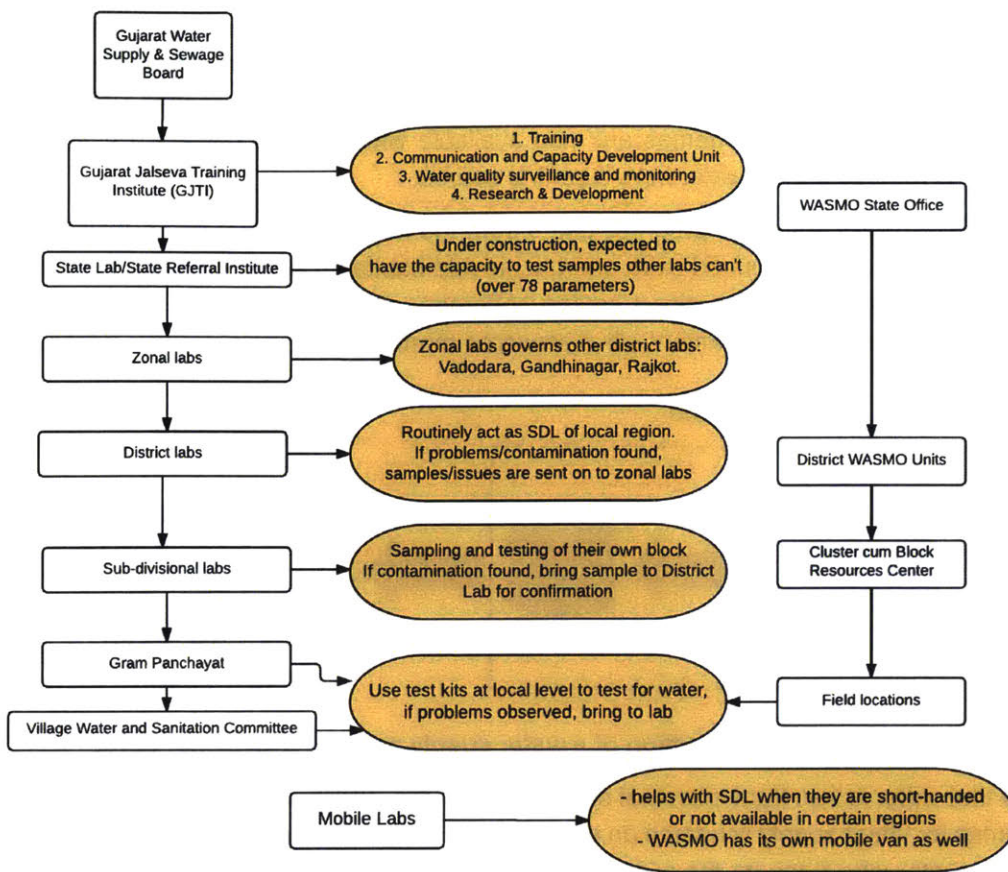 Gujarat Water
Supply & Sewage
Board
Gujarat Jalseva Training
Institute (GJTI)
1. Training
2. Communication and Capacity Development Unit
3. Water quality surveillance and monitoring
4. Research & Development
WASMO State Office
State Lab/State Referral Institute
Under construction, expected to
have the capacity to test samples other labs can't
(over 78 parameters)
Zonal labs
Zonal labs governs other district labs:
Vadodara, Gandhinagar, Rajkot.
District labs
Routinely act as SDL of local region.
If problems/contamination found,
samples/issues are sent on to zonal labs
District WASMO Units
Sub-divisional labs
Sampling and testing of their own block
If contamination found, bring sample to District
Lab for confirmation
Cluster cum Block
Resources Center
Gram Panchayat
Use test kits at local level to test for water,
if problems observed, bring to lab
Field locations
Village Water and Sanitation Committee
Mobile Labs
- helps with SDL when they are short-handed
or not available in certain regions
- WASMO has its own mobile van as well